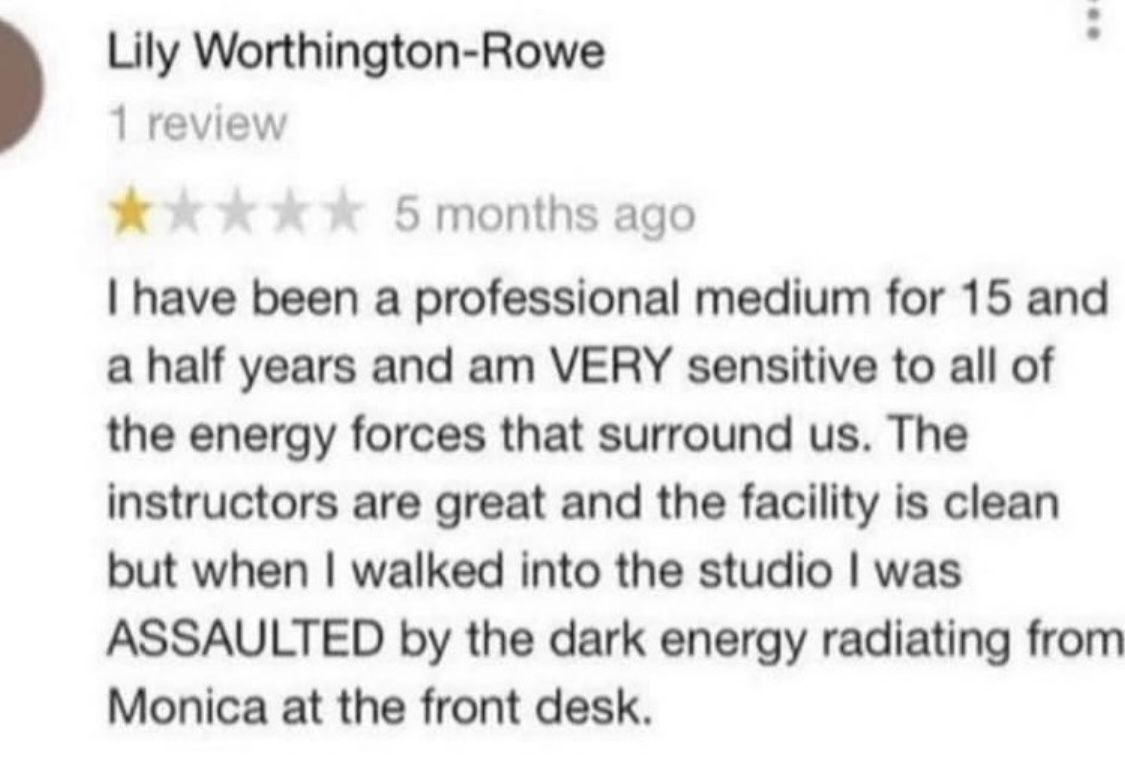 Lily Worthington-Rowe
1 review
5 months ago
I have been a professional medium for 15 and
a half years and am VERY sensitive to all of
the energy forces that surround us. The
instructors are great and the facility is clean
but when I walked into the studio I was
ASSAULTED by the dark energy radiating from
Monica at the front desk.